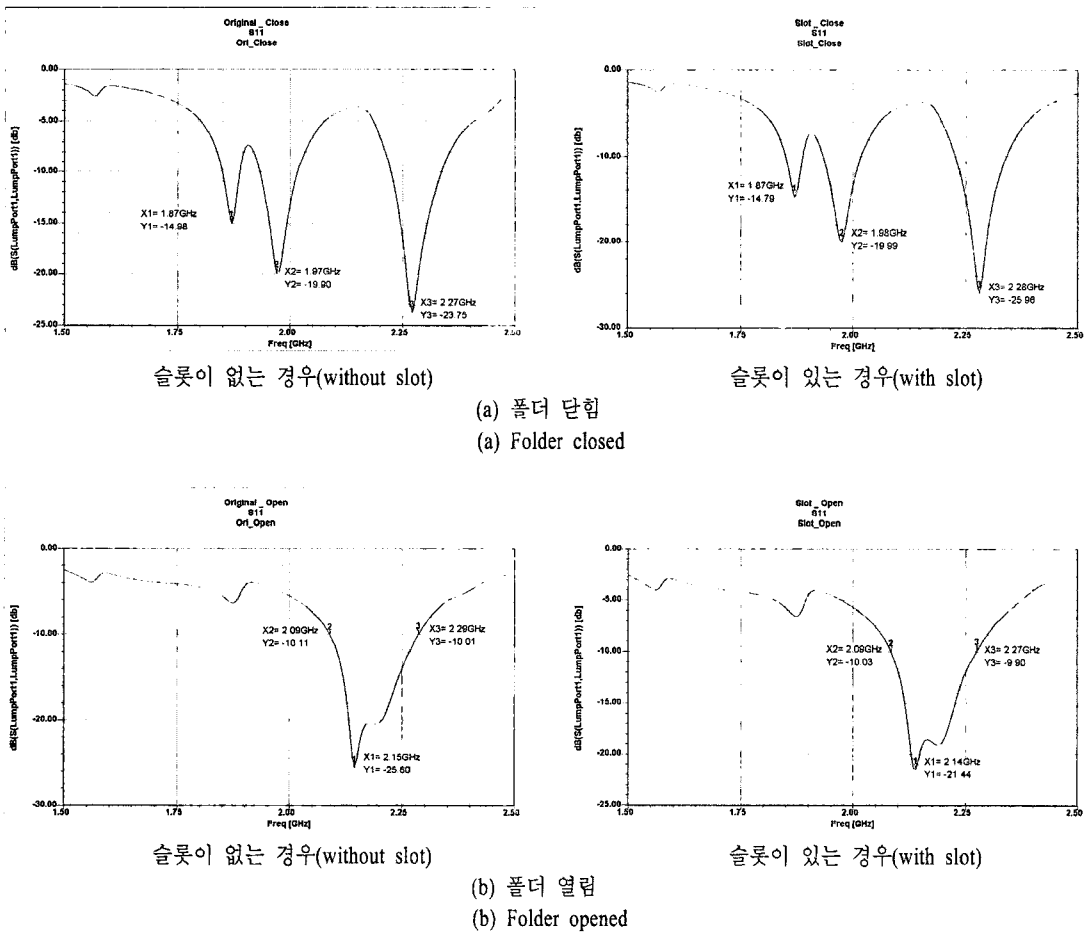 Original _ Close
S11
Ori_Close
0.00
-5.00
-10.00
-15.00
-20.00
-25.00
dB(S(LumpPort1,LumpPort1)) [db]
X1= 1.87GHz
Y1= -14.98
X2= 1.97GHz
Y2= -19.90
X3= 2.27GHz
Y3= -23.75
1.50
1.75
2.00
2.25
2.50
Freq [GHz]
슬롯이 없는 경우(without slot)
Slot _ Close
S11
Slot_Close
0.00
-5.00
-10.00
-15.00
-20.00
-25.00
-30.00
dB(S(LumpPort1,LumpPort1)) [db]
X1= 1.87GHz
Y1= -14.79
X2= 1.98GHz
Y2= -19.99
X3= 2.28GHz
Y3= -25.96
1.50
1.75
2.00
2.25
2.50
Freq [GHz]
슬롯이 있는 경우(with slot)
(a) 폴더 닫힘
(a) Folder closed
Original _ Open
S11
Ori_Open
0.00
-10.00
-20.00
-30.00
dB(S(LumpPort1,LumpPort1)) [db]
2
X2= 2.09GHz
Y2= -10.11
3
X3= 2.29GHz
Y3= -10.01
1
X1= 2.15GHz
Y1= -25.60
1.50
1.75
2.00
2.25
2.50
Freq [GHz]
슬롯이 없는 경우(without slot)
Slot _ Open
S11
Slot_Open
0.00
-5.00
-10.00
-15.00
-20.00
-25.00
dB(S(LumpPort1,LumpPort1)) [db]
2
X2= 2.09GHz
Y2= -10.03
3
X3= 2.27GHz
Y3= -9.90
1
X1= 2.14GHz
Y1= -21.44
1.50
1.75
2.00
2.25
2.50
Freq [GHz]
슬롯이 있는 경우(with slot)
(b) 폴더 열림
(b) Folder opened